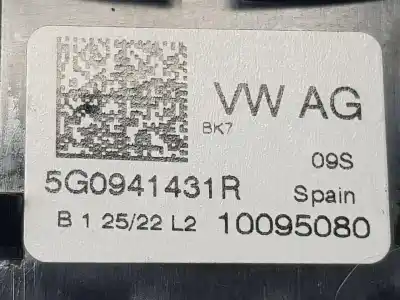 VW AG
BK7
09S
5G0941431R
Spain
B 1 25/22 L2
10095080